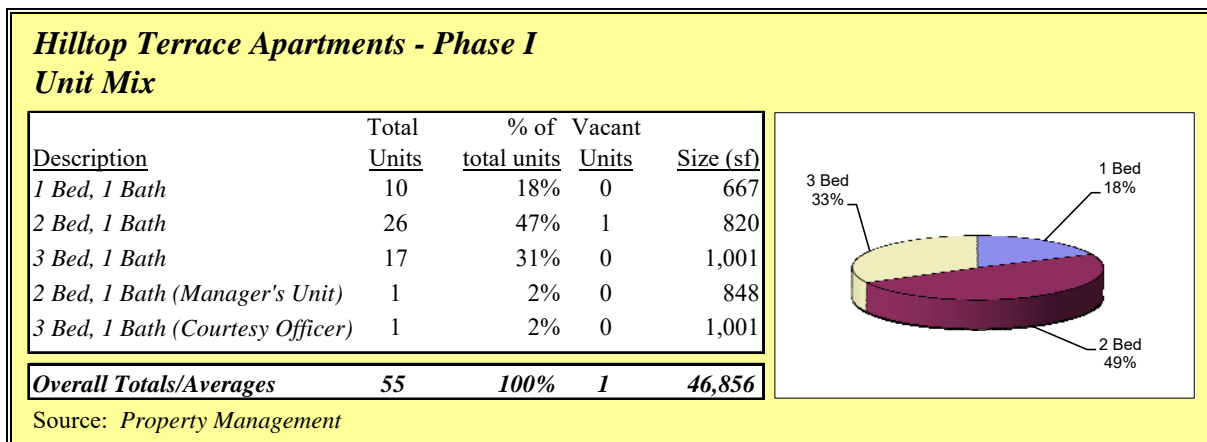 Hilltop Terrace Apartments - Phase I
Unit Mix
Total % of Vacant
Description Units total units Units Size (sf)
1 Bed, 1 Bath 10 18% 0 667
2 Bed, 1 Bath 26 47% 1 820
3 Bed, 1 Bath 17 31% 0 1,001
2 Bed, 1 Bath (Manager's Unit) 1 2% 0 848
3 Bed, 1 Bath (Courtesy Officer) 1 2% 0 1,001
Overall Totals/Averages 55 100% 1 46,856
Source: Property Management
1 Bed
18%
3 Bed
33%
2 Bed
49%